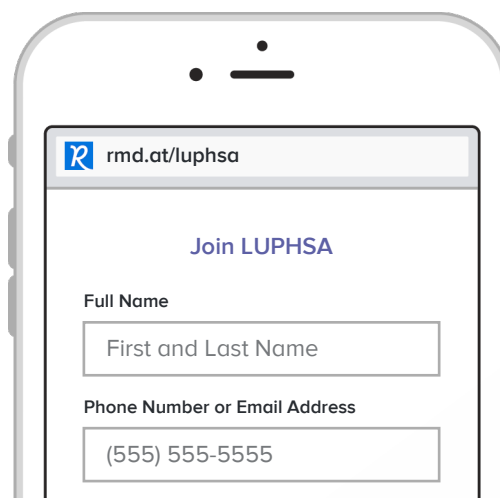 rmd.at/luphsa
Join LUPHSA
Full Name
First and Last Name
Phone Number or Email Address
(555) 555-5555